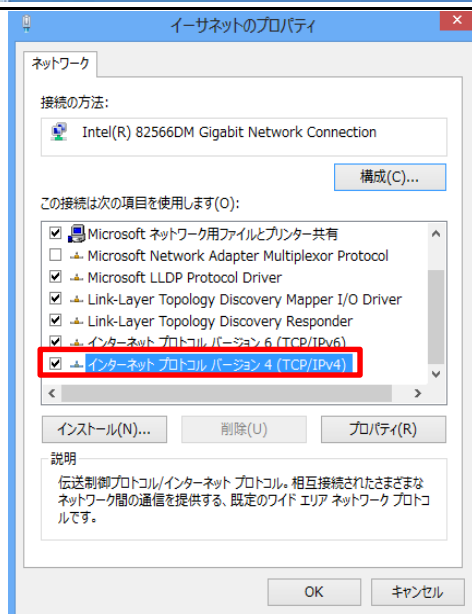 イーサネットのプロパティ
ネットワーク
接続の方法:
Intel(R) 82566DM Gigabit Network Connection
構成(C)...
この接続は次の項目を使用します(O):
Microsoft ネットワーク用ファイルとプリンター共有
Microsoft Network Adapter Multiplexor Protocol
Microsoft LLDP Protocol Driver
Link-Layer Topology Discovery Mapper I/O Driver
Link-Layer Topology Discovery Responder
インターネット プロトコル バージョン 6 (TCP/IPv6)
インターネット プロトコル バージョン 4 (TCP/IPv4)
インストール(N)...
削除(U)
プロパティ(R)
説明
伝送制御プロトコル/インターネット プロトコル。相互接続されたさまざまな
ネットワーク間の通信を提供する、既定のワイド エリア ネットワーク プロトコ
ルです。
OK
キャンセル